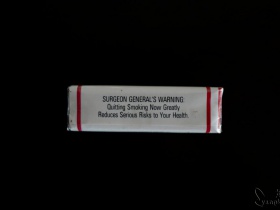 SURGEON GENERAL'S WARNING:
Quitting Smoking Now Greatly
Reduces Serious Risks to Your Health.